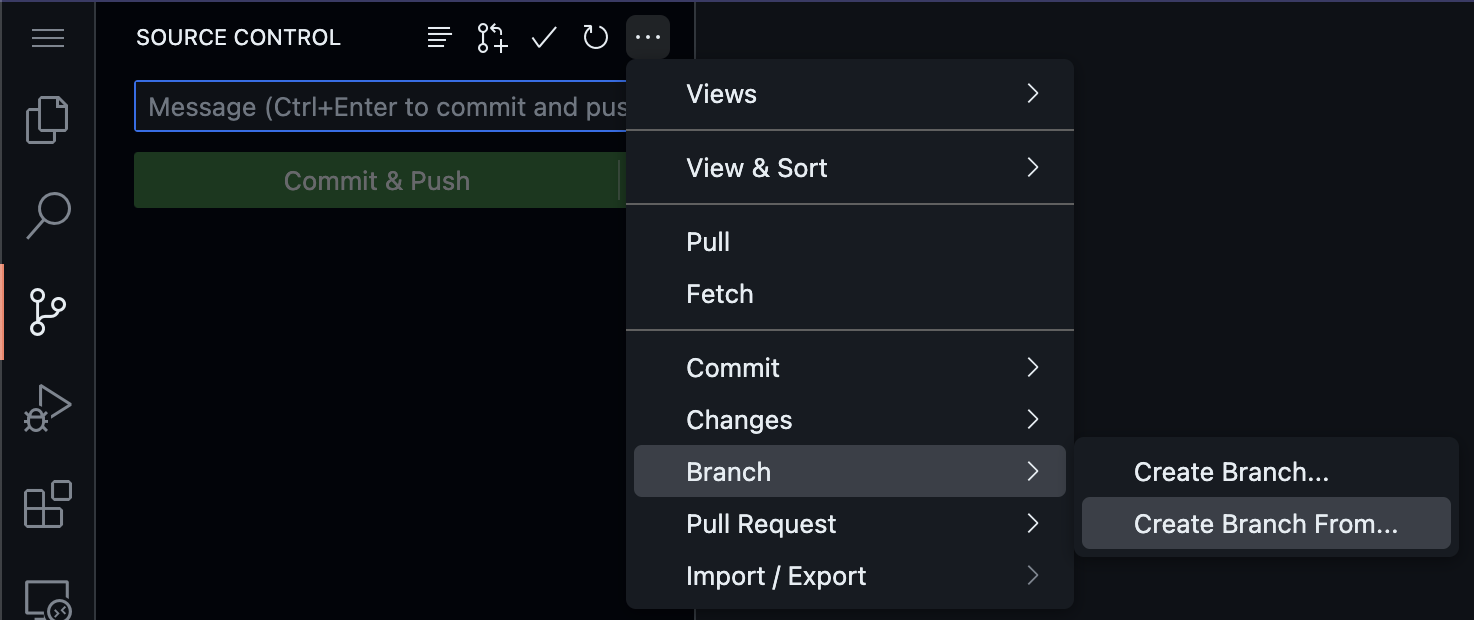 SOURCE CONTROL
Message (Ctrl+Enter to commit and pus
Commit & Push
Views
View & Sort
Pull
Fetch
Commit
Changes
Branch
Pull Request
Import / Export
Create Branch...
Create Branch From...